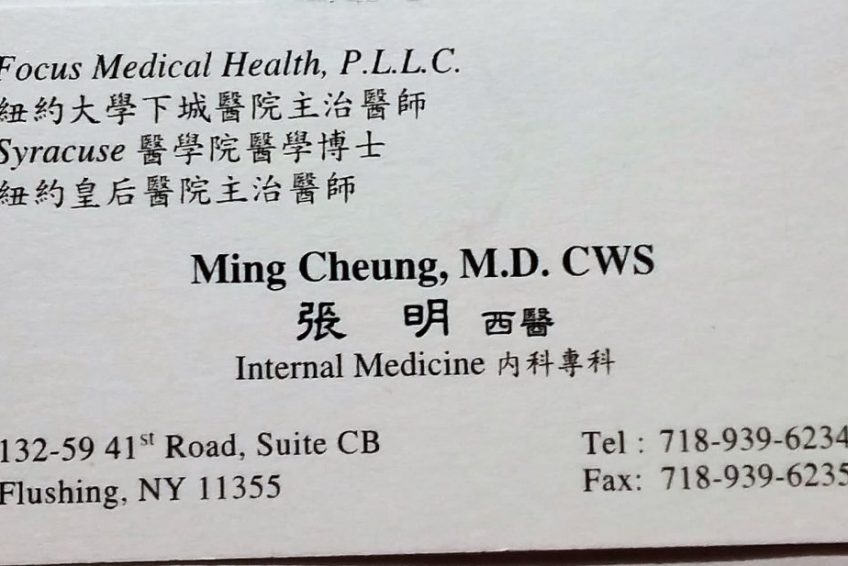 Focus Medical Health, P.L.L.C.
紐約大學下城醫院主治醫師
Syracuse 醫學院醫學博士
紐約皇后醫院主治醫師
Ming Cheung, M.D. CWS
張 明 西醫
Internal Medicine 內科專科
132-59 41st Road, Suite CB
Flushing, NY 11355
Tel : 718-939-6234
Fax: 718-939-6235